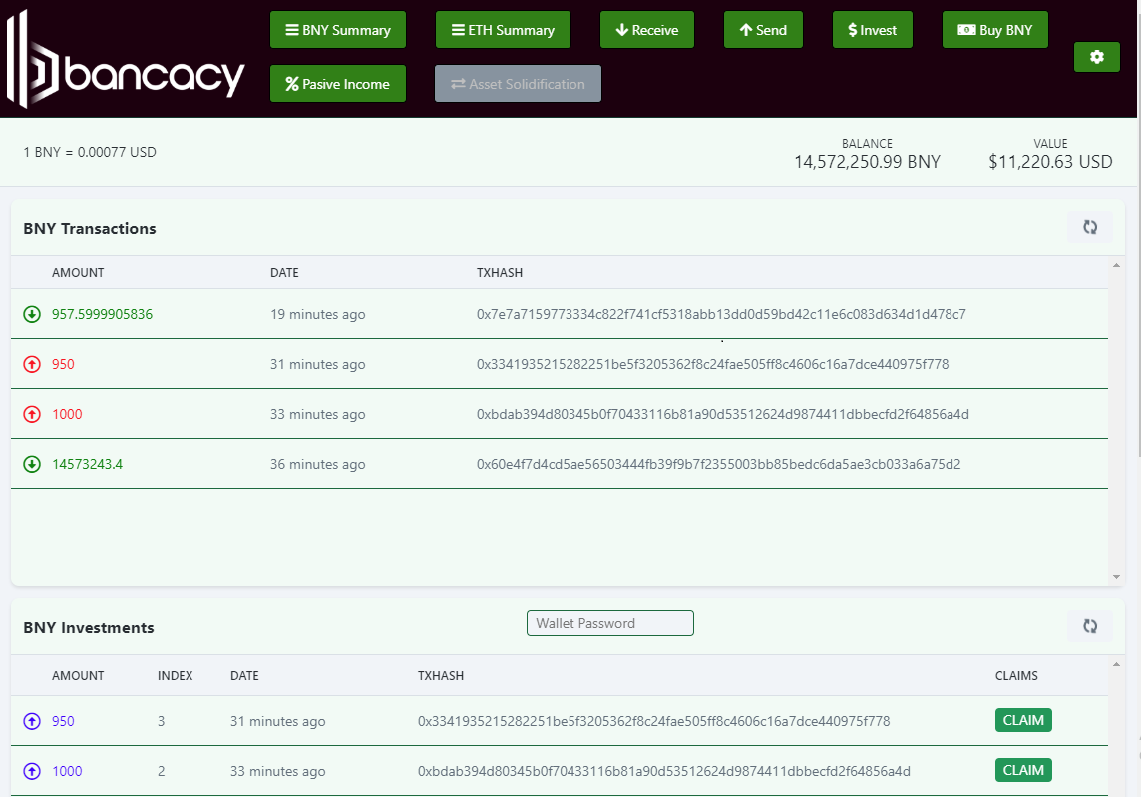 bancacy
BNY Summary
ETH Summary
Receive
Send
$ Invest
Buy BNY
% Pasive Income
Asset Solidification
1 BNY = 0.00077 USD
BALANCE
14,572,250.99 BNY
VALUE
$11,220.63 USD
BNY Transactions
AMOUNT DATE TXHASH
957.5999905836 19 minutes ago 0x7e7a7159773334c822f741cf5318abb13dd0d59bd42c11e6c083d634d1d478c7
950 31 minutes ago 0x3341935215282251be5f3205362f8c24fae505ff8c4606c16a7dce440975f778
1000 33 minutes ago 0xbdab394d80345b0f70433116b81a90d53512624d9874411dbbecfd2f64856a4d
14573243.4 36 minutes ago 0x60e4f7d4cd5ae56503444fb39f9b7f2355003bb85bedc6da5ae3cb033a6a75d2
BNY Investments
Wallet Password
AMOUNT INDEX DATE TXHASH CLAIMS
950 3 31 minutes ago 0x3341935215282251be5f3205362f8c24fae505ff8c4606c16a7dce440975f778 CLAIM
1000 2 33 minutes ago 0xbdab394d80345b0f70433116b81a90d53512624d9874411dbbecfd2f64856a4d CLAIM